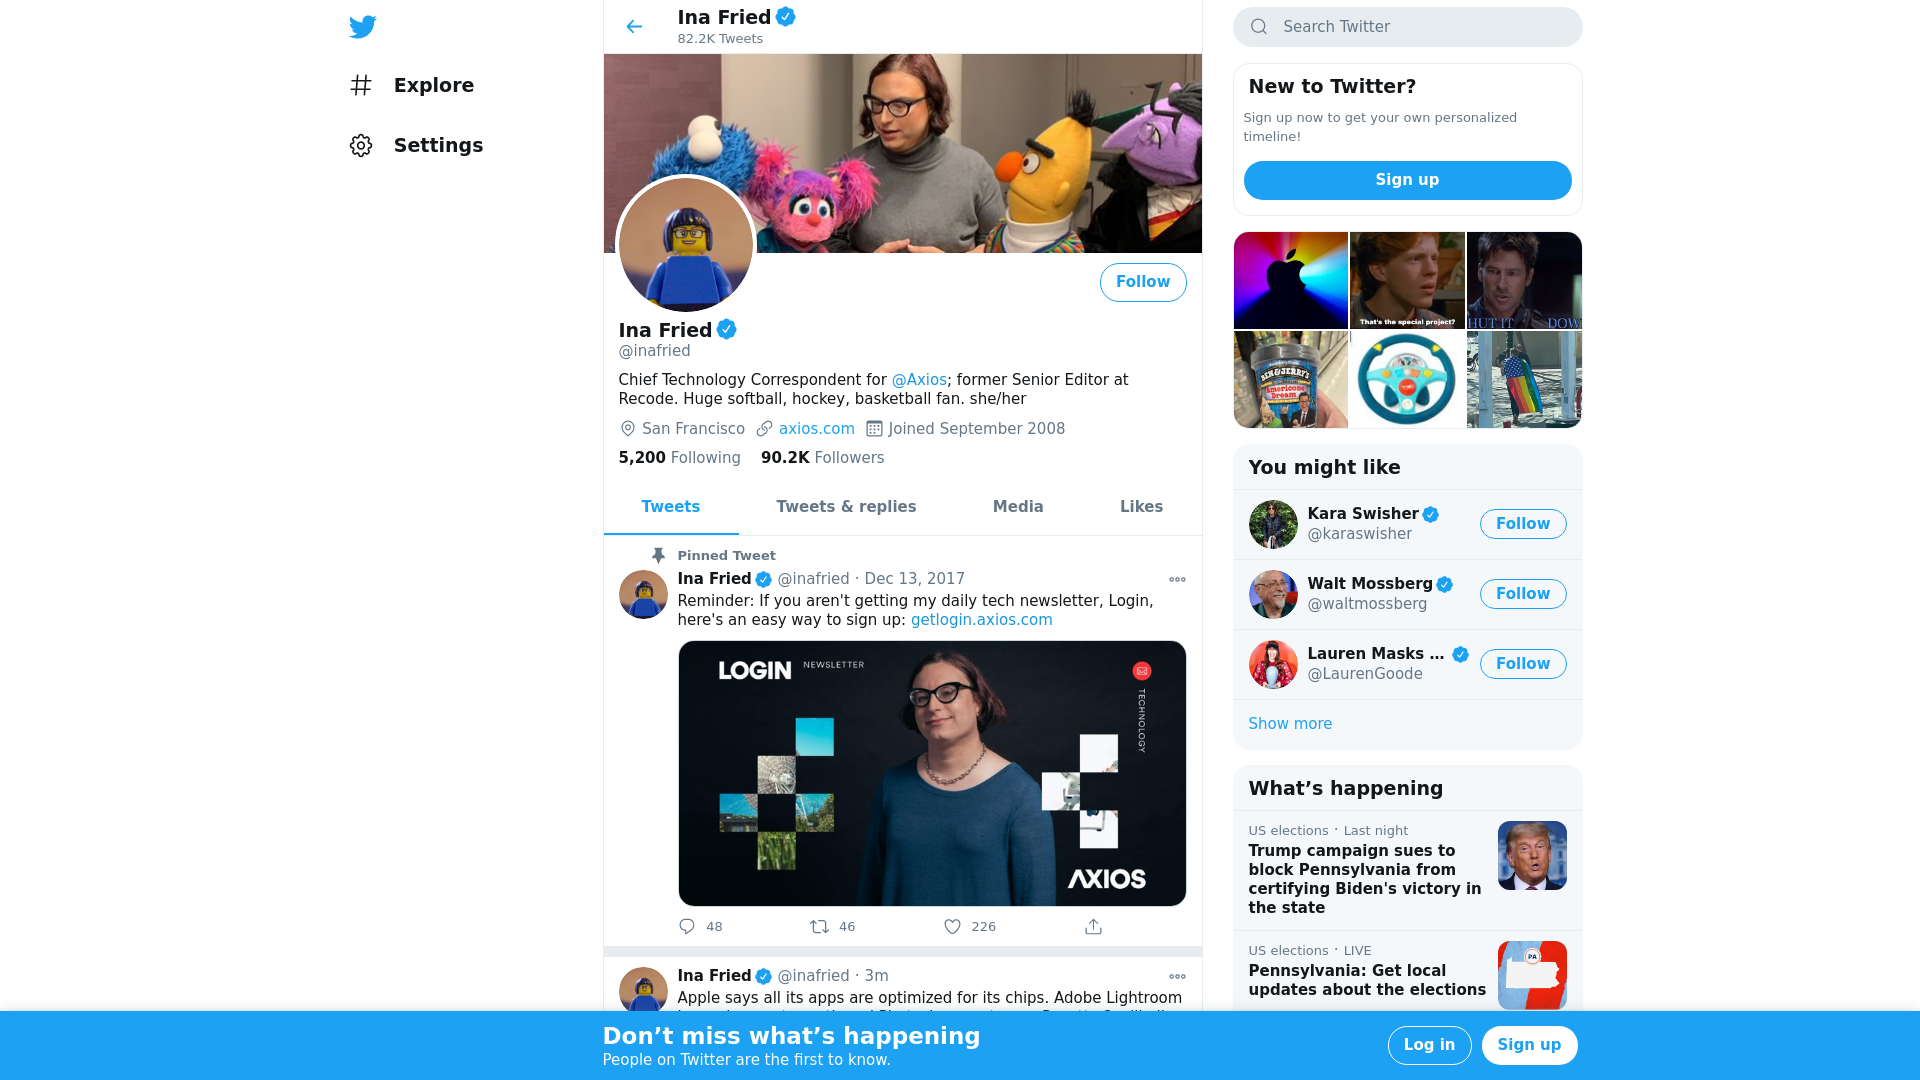 Explore
Settings
Ina Fried
82.2K Tweets
Follow
Ina Fried
@inafried
Chief Technology Correspondent for @Axios; former Senior Editor at
Recode. Huge softball, hockey, basketball fan. she/her
San Francisco axios.com Joined September 2008
5,200 Following 90.2K Followers
Tweets Tweets & replies Media Likes
Pinned Tweet
Ina Fried @inafried · Dec 13, 2017
Reminder: If you aren't getting my daily tech newsletter, Login,
here's an easy way to sign up: getlogin.axios.com
LOGIN NEWSLETTER
TECHNOLOGY
AXIOS
48 46 226
Ina Fried @inafried · 3m
Apple says all its apps are optimized for its chips. Adobe Lightroom
Search Twitter
New to Twitter?
Sign up now to get your own personalized
timeline!
Sign up
That's the special project?
HUT IT DOW
BEN & JERRY'S
Americone
Dream
You might like
Kara Swisher
@karaswisher
Follow
Walt Mossberg
@waltmossberg
Follow
Lauren Masks ...
@LaurenGoode
Follow
Show more
What’s happening
US elections · Last night
Trump campaign sues to
block Pennsylvania from
certifying Biden's victory in
the state
US elections · LIVE
Pennsylvania: Get local
updates about the elections
PA
Don’t miss what’s happening
People on Twitter are the first to know.
Log in
Sign up